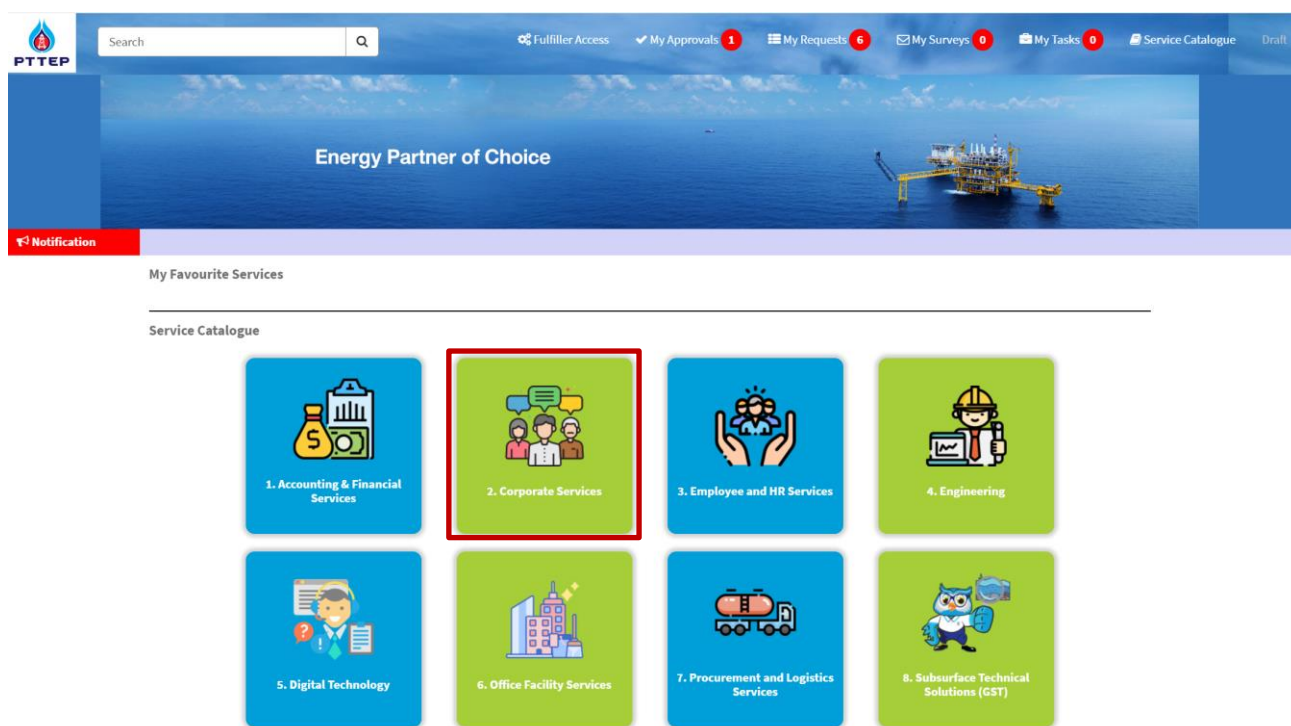 PTTEP
Search
Fulfiller Access
My Approvals 1
My Requests 6
My Surveys 0
My Tasks 0
Service Catalogue
Draft
Energy Partner of Choice
Notification
My Favourite Services
Service Catalogue
1. Accounting & Financial
Services
2. Corporate Services
3. Employee and HR Services
4. Engineering
5. Digital Technology
6. Office Facility Services
7. Procurement and Logistics
Services
8. Subsurface Technical
Solutions (GST)